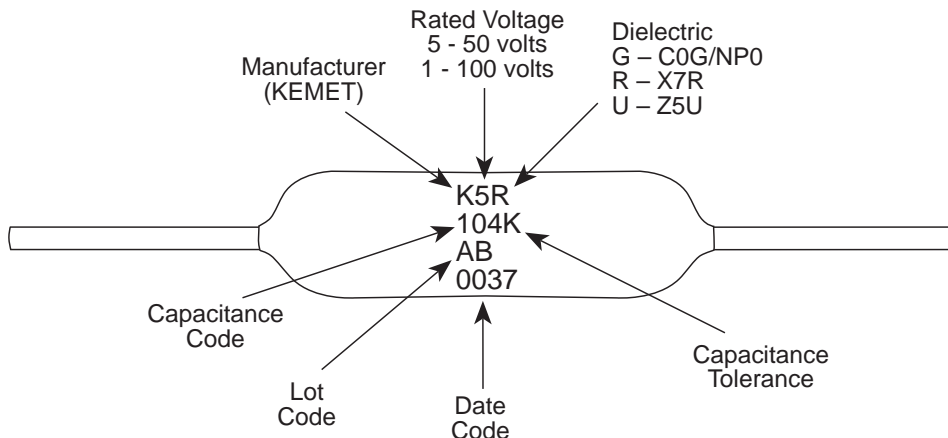 Rated Voltage
5 - 50 volts
1 - 100 volts
Dielectric
G – C0G/NP0
R – X7R
U – Z5U
Manufacturer
(KEMET)
K5R
104K
AB
0037
Capacitance
Code
Lot
Code
Date
Code
Capacitance
Tolerance